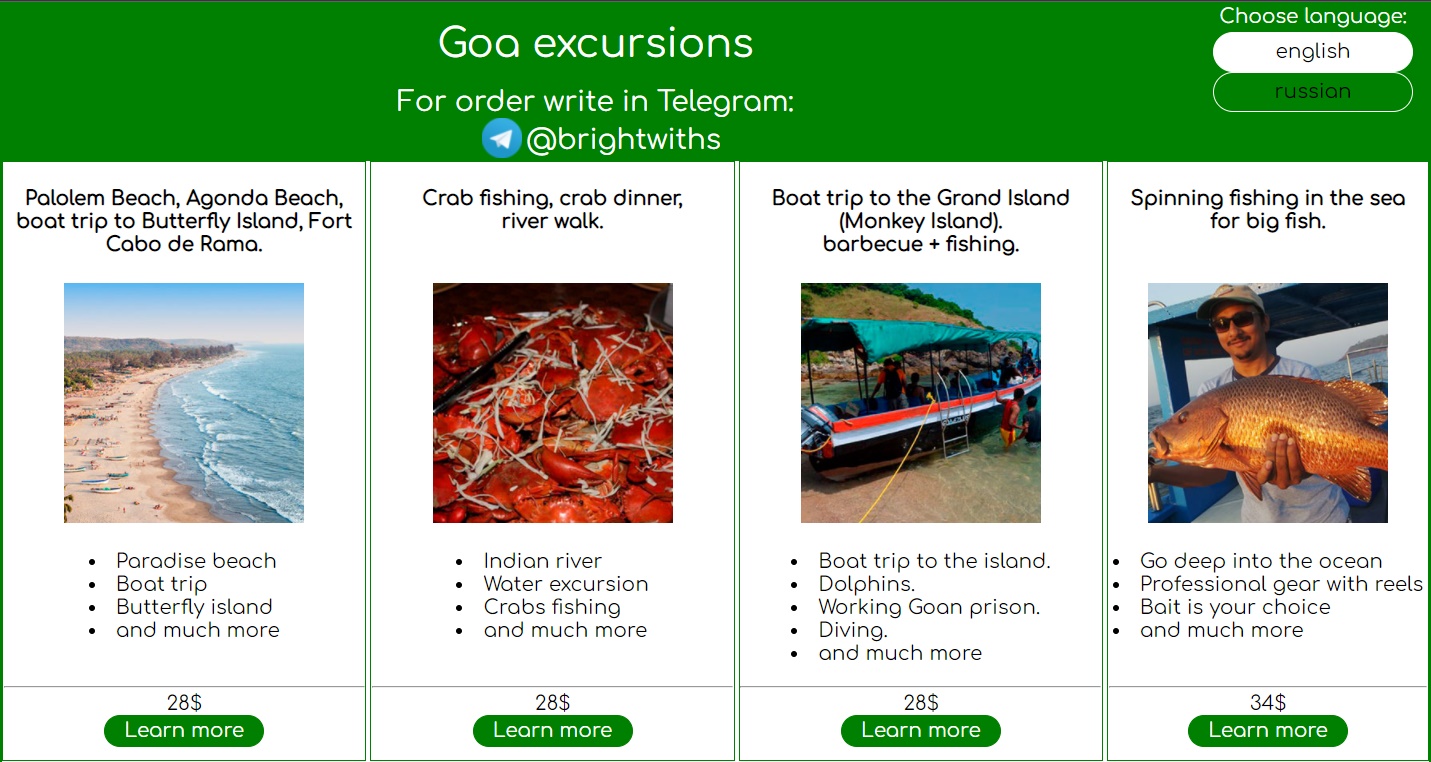 Choose language:
english
russian
Goa excursions
For order write in Telegram:
@brightwiths
Palolem Beach, Agonda Beach,
boat trip to Butterfly Island, Fort
Cabo de Rama.
Paradise beach
Boat trip
Butterfly island
and much more
28$
Learn more
Crab fishing, crab dinner,
river walk.
Indian river
Water excursion
Crabs fishing
and much more
28$
Learn more
Boat trip to the Grand Island
(Monkey Island).
barbecue + fishing.
Boat trip to the island.
Dolphins.
Working Goan prison.
Diving.
and much more
28$
Learn more
Spinning fishing in the sea
for big fish.
Go deep into the ocean
Professional gear with reels
Bait is your choice
and much more
34$
Learn more